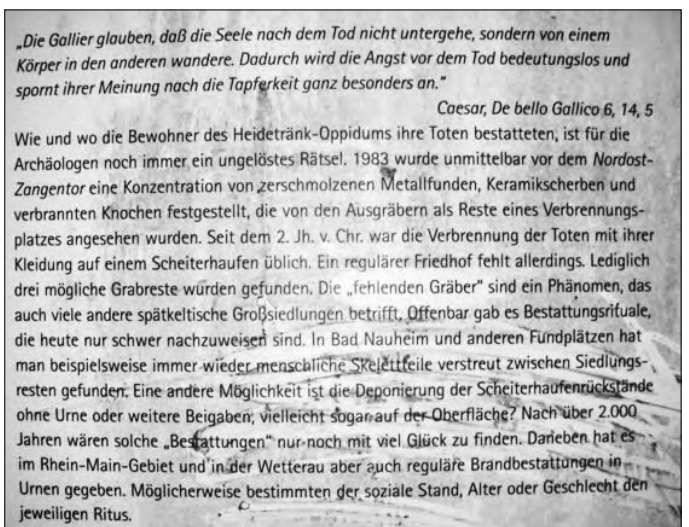 „Die Gallier glauben, daß die Seele nach dem Tod nicht untergehe, sondern von einem
Körper in den anderen wandere. Dadurch wird die Angst vor dem Tod bedeutungslos und
spornt ihrer Meinung nach die Tapferkeit ganz besonders an."
Caesar, De bello Gallico 6, 14, 5
Wie und wo die Bewohner des Heidetränk-Oppidums ihre Toten bestatteten, ist für die
Archäologen noch immer ein ungelöstes Rätsel. 1983 wurde unmittelbar vor dem Nordost-
Zangentor eine Konzentration von zerschmolzenen Metallfunden, Keramikscherben und
verbrannten Knochen festgestellt, die von den Ausgräbern als Reste eines Verbrennungs-
platzes angesehen wurden. Seit dem 2. Jh. v. Chr. war die Verbrennung der Toten mit ihrer
Kleidung auf einem Scheiterhaufen üblich. Ein regulärer Friedhof fehlt allerdings. Lediglich
drei mögliche Grabreste wurden gefunden. Die „fehlenden Gräber" sind ein Phänomen, das
auch viele andere spätkeltische Großsiedlungen betrifft. Offenbar gab es Bestattungsrituale,
die heute nur schwer nachzuweisen sind. In Bad Nauheim und anderen Fundplätzen hat
man beispielsweise immer wieder menschliche Skelettteile verstreut zwischen Siedlungs-
resten gefunden. Eine andere Möglichkeit ist die Deponierung der Scheiterhaufenrückstände
ohne Urne oder weitere Beigaben, vielleicht sogar auf der Oberfläche? Nach über 2.000
Jahren wären solche „Bestattungen" nur noch mit viel Glück zu finden. Daneben hat es
im Rhein-Main-Gebiet und in der Wetterau aber auch reguläre Brandbestattungen in
Urnen gegeben. Möglicherweise bestimmten der soziale Stand, Alter oder Geschlecht den
jeweiligen Ritus.